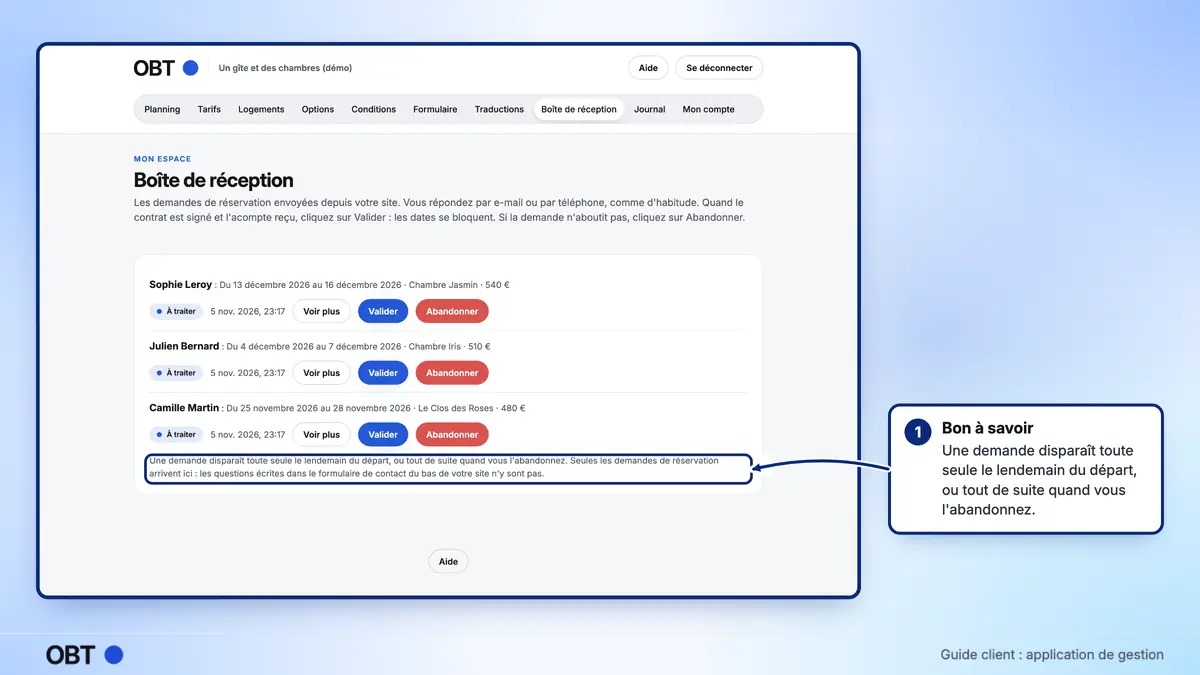 OBT
Un gîte et des chambres (démo)
Aide
Se déconnecter
Planning
Tarifs
Logements
Options
Conditions
Formulaire
Traductions
Boîte de réception
Journal
Mon compte
MON ESPACE
Boîte de réception
Les demandes de réservation envoyées depuis votre site. Vous répondez par e-mail ou par téléphone, comme d'habitude. Quand le
contrat est signé et l'acompte reçu, cliquez sur Valider : les dates se bloquent. Si la demande n'aboutit pas, cliquez sur Abandonner.
Sophie Leroy : Du 13 décembre 2026 au 16 décembre 2026 · Chambre Jasmin · 540 €
À traiter 5 nov. 2026, 23:17 Voir plus Valider Abandonner
Julien Bernard : Du 4 décembre 2026 au 7 décembre 2026 · Chambre Iris · 510 €
À traiter 5 nov. 2026, 23:17 Voir plus Valider Abandonner
Camille Martin : Du 25 novembre 2026 au 28 novembre 2026 · Le Clos des Roses · 480 €
À traiter 5 nov. 2026, 23:17 Voir plus Valider Abandonner
Une demande disparaît toute seule le lendemain du départ, ou tout de suite quand vous l'abandonnez. Seules les demandes de réservation
arrivent ici : les questions écrites dans le formulaire de contact du bas de votre site n'y sont pas.
Aide
1
Bon à savoir
Une demande disparaît toute
seule le lendemain du départ,
ou tout de suite quand vous
l'abandonnez.
OBT
Guide client : application de gestion